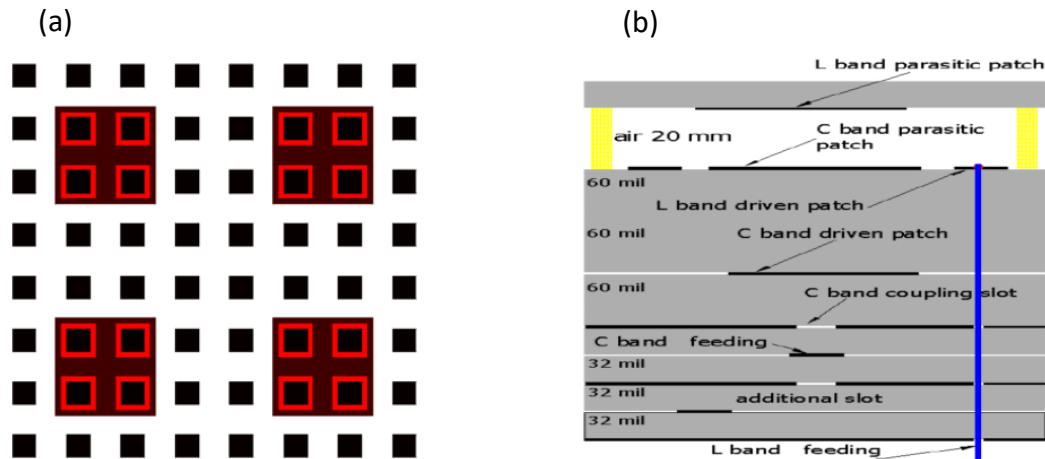 (a)
(b)
L band parasitic patch
air 20 mm
C band parasitic
patch
60 mil
L band driven patch
60 mil
C band driven patch
60 mil
C band coupling slot
C band feeding
32 mil
32 mil
additional slot
32 mil
L band feeding